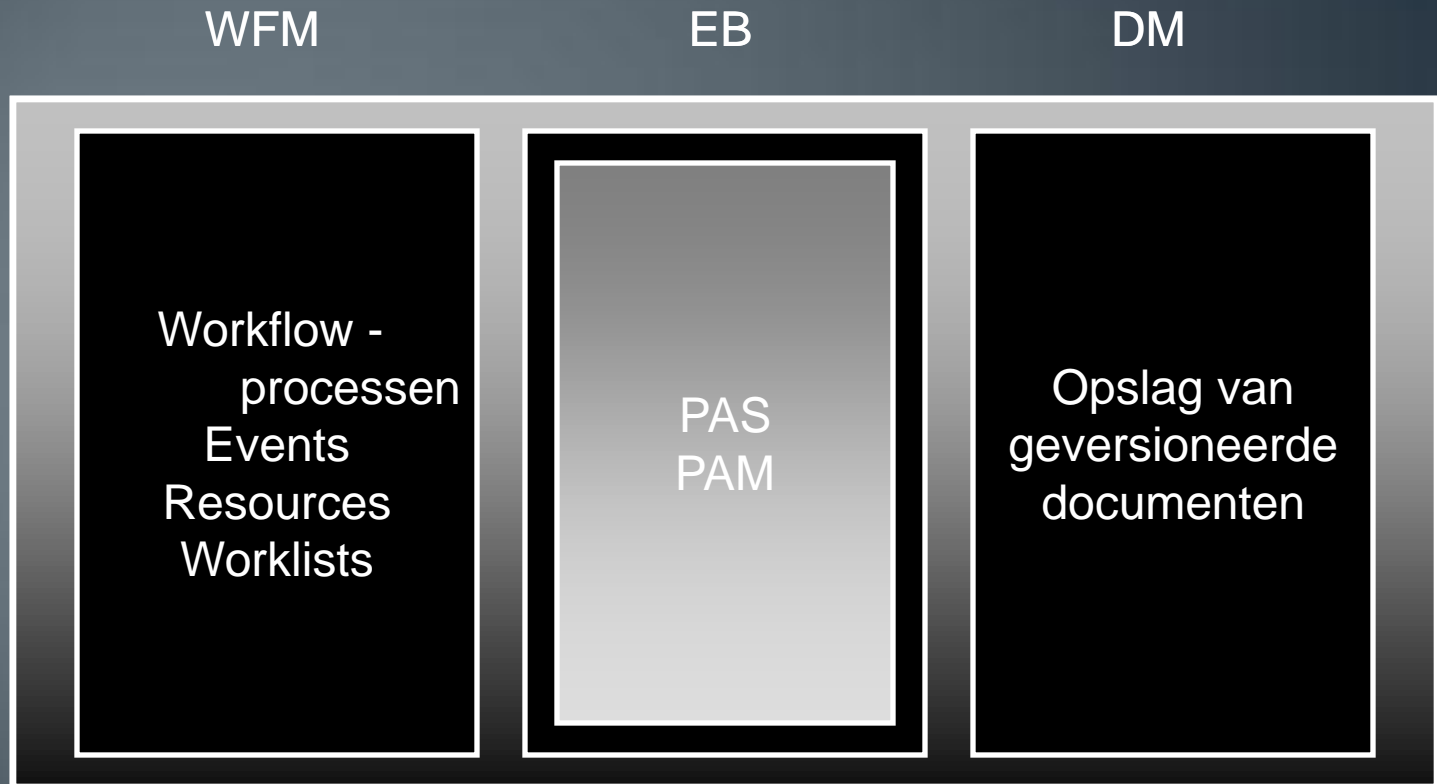 WFM
EB
DM
Workflow -
processen
Events
Resources
Worklists
PAS
PAM
Opslag van
geversioneerde
documenten